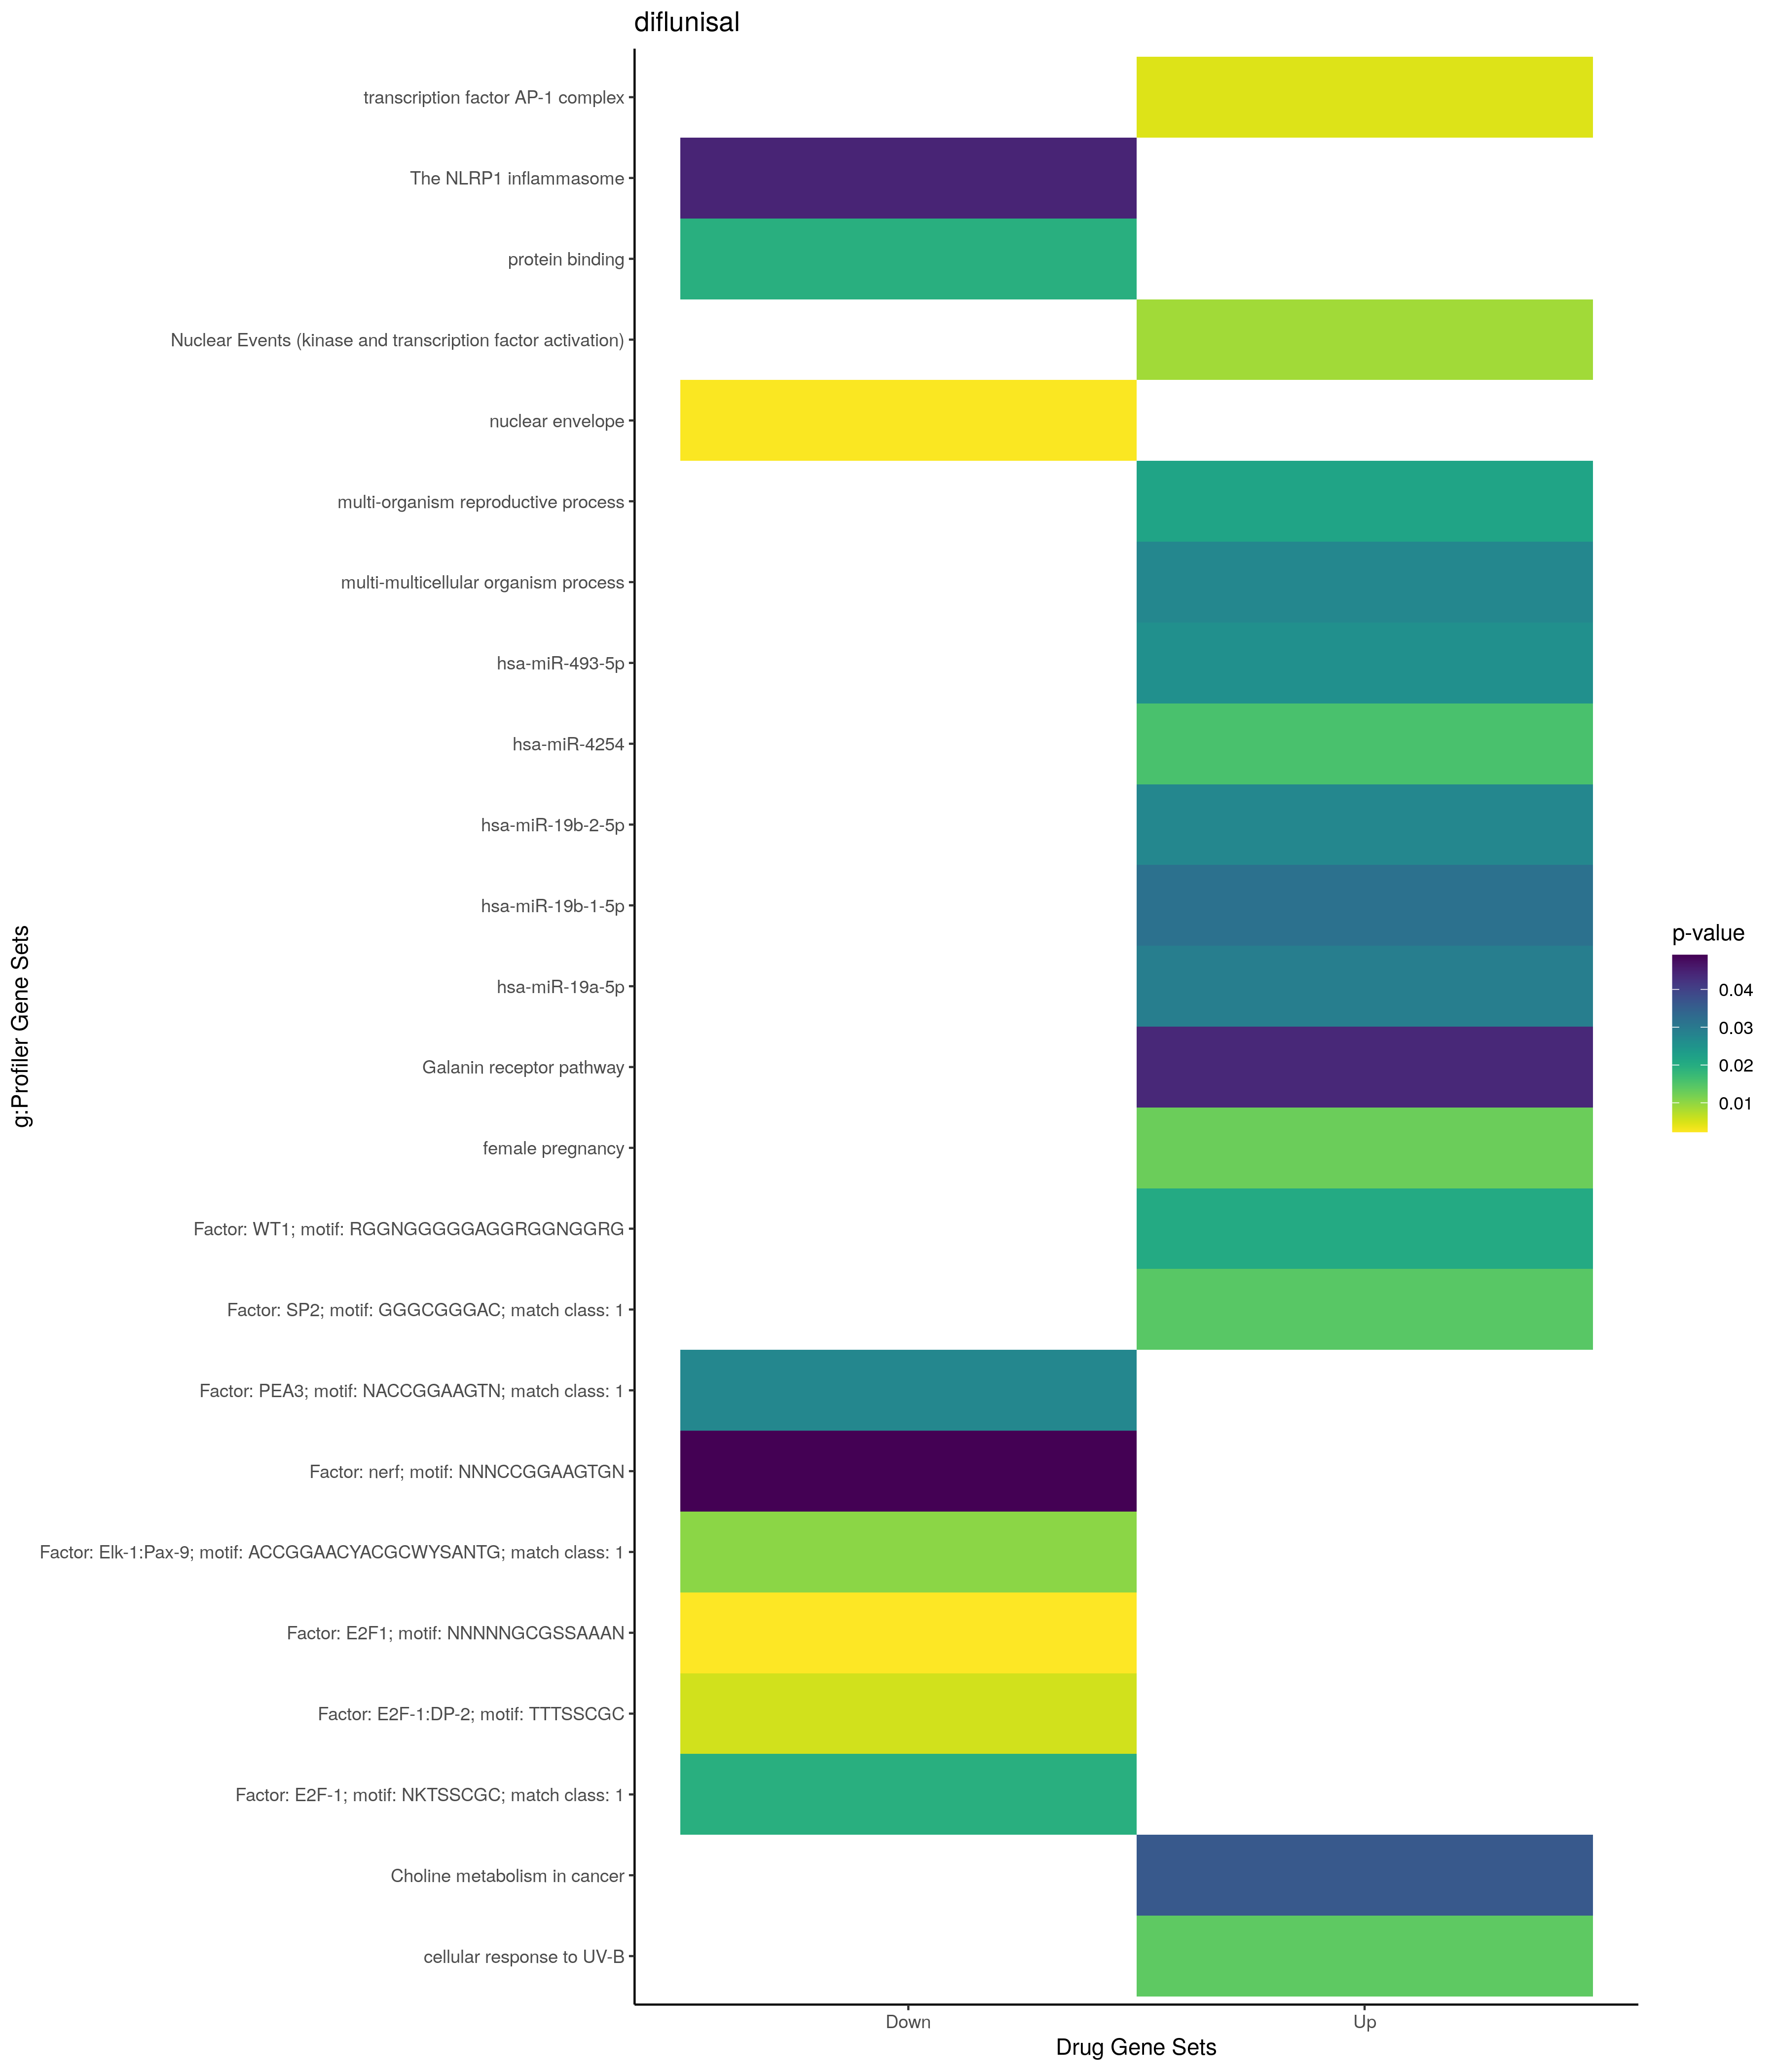 diflunisal
transcription factor AP-1 complex
The NLRP1 inflammasome
protein binding
Nuclear Events (kinase and transcription factor activation)
nuclear envelope
multi-organism reproductive process
multi-multicellular organism process
hsa-miR-493-5p
hsa-miR-4254
hsa-miR-19b-2-5p
hsa-miR-19b-1-5p
hsa-miR-19a-5p
Galanin receptor pathway
female pregnancy
Factor: WT1; motif: RGGNGGGGGAGGRGGNGGRG
Factor: SP2; motif: GGGCGGGAC; match class: 1
Factor: PEA3; motif: NACCGGAAGTN; match class: 1
Factor: nerf; motif: NNNCCGGAAGTGN
Factor: Elk-1:Pax-9; motif: ACCGGAACYACGCWYSANTG; match class: 1
Factor: E2F1; motif: NNNNNGCGSSAAAN
Factor: E2F-1:DP-2; motif: TTTSSCGC
Factor: E2F-1; motif: NKTSSCGC; match class: 1
Choline metabolism in cancer
cellular response to UV-B
g:Profiler Gene Sets
Down
Up
Drug Gene Sets
p-value
0.04
0.03
0.02
0.01